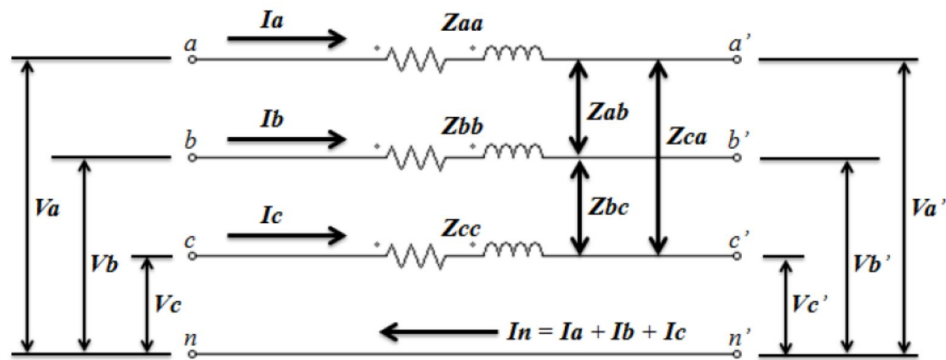 Ia Zaa
a a’
Ib Zbb Zab
b b’
Zca
Va Ic Zcc Zbc Va’
c c’
Vb Vb’
Vc Vc’
n In = Ia + Ib + Ic n’